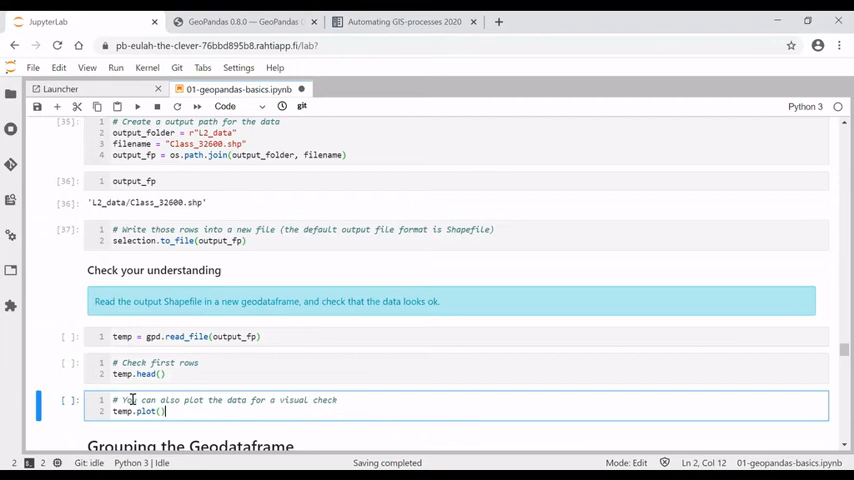 JupyterLab
GeoPandas 0.8.0 — GeoPandas 0
Automating GIS-processes 2020
pb-eulah-the-clever-76bbd895b8.rahtiapp.fi/lab?
File Edit View Run Kernel Git Tabs Settings Help
Launcher
01-geopandas-basics.ipynb
Code
git
Python 3
[35]:
1 # Create a output path for the data
2 output_folder = r"L2_data"
3 filename = "Class_32600.shp"
4 output_fp = os.path.join(output_folder, filename)
[36]:
1 output_fp
[36]: 'L2_data/Class_32600.shp'
[37]:
1 # Write those rows into a new file (the default output file format is Shapefile)
2 selection.to_file(output_fp)
Check your understanding
Read the output Shapefile in a new geodataframe, and check that the data looks ok.
[ ]:
1 temp = gpd.read_file(output_fp)
[ ]:
1 # Check first rows
2 temp.head()
[ ]:
1 # You can also plot the data for a visual check
2 temp.plot()
Grouping the Geodataframe
2 2 Git: idle Python 3 | Idle Saving completed Mode: Edit Ln 2, Col 12 01-geopandas-basics.ipynb